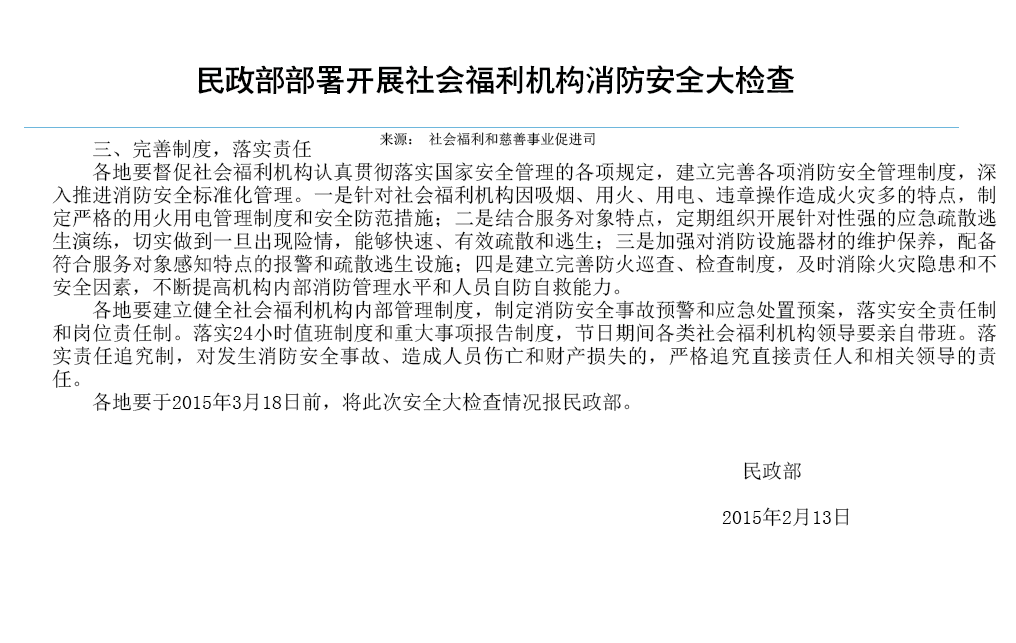 民政部部署开展社会福利机构消防安全大检查
来源： 社会福利和慈善事业促进司
三、完善制度，落实责任
各地要督促社会福利机构认真贯彻落实国家安全管理的各项规定，建立完善各项消防安全管理制度，深
入推进消防安全标准化管理。一是针对社会福利机构因吸烟、用火、用电、违章操作造成火灾多的特点，制
定严格的用火用电管理制度和安全防范措施；二是结合服务对象特点，定期组织开展针对性强的应急疏散逃
生演练，切实做到一旦出现险情，能够快速、有效疏散和逃生；三是加强对消防设施器材的维护保养，配备
符合服务对象感知特点的报警和疏散逃生设施；四是建立完善防火巡查、检查制度，及时消除火灾隐患和不
安全因素，不断提高机构内部消防管理水平和人员自防自救能力。
各地要建立健全社会福利机构内部管理制度，制定消防安全事故预警和应急处置预案，落实安全责任制
和岗位责任制。落实24小时值班制度和重大事项报告制度，节日期间各类社会福利机构领导要亲自带班。落
实责任追究制，对发生消防安全事故、造成人员伤亡和财产损失的，严格追究直接责任人和相关领导的责
任。
各地要于2015年3月18日前，将此次安全大检查情况报民政部。
民政部
2015年2月13日